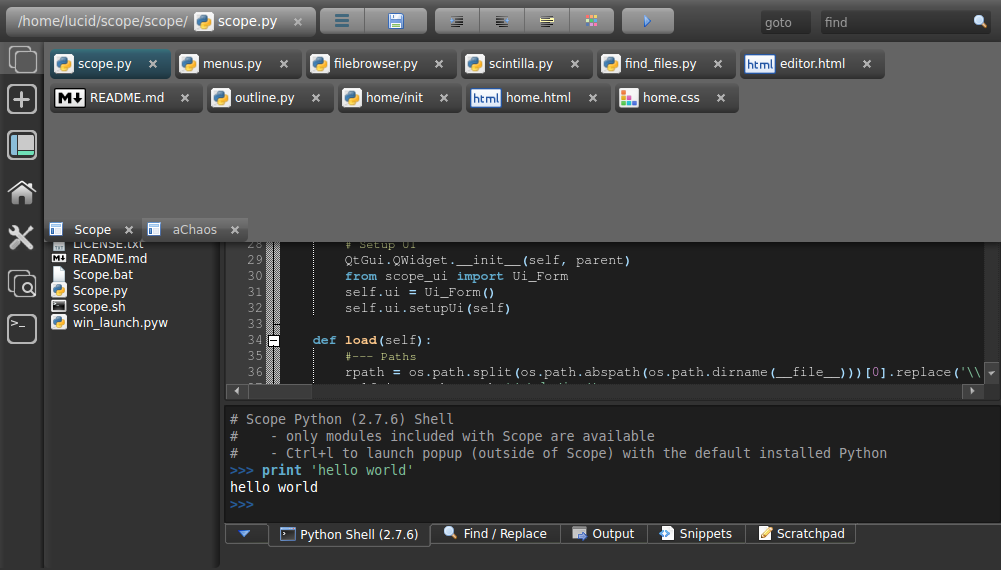 /home/lucid/scope/scope/ scope.py × goto find
scope.py × menus.py × filebrowser.py × scintilla.py × find_files.py × html editor.html ×
M README.md × outline.py × home/init × html home.html × home.css ×
Scope × aChaos ×
LICENSE.txt
README.md
Scope.bat
Scope.py
scope.sh
win_launch.pyw
28 # Setup UI
29 QtGui.QWidget.__init__(self, parent)
30 from scope_ui import Ui_Form
31 self.ui = Ui_Form()
32 self.ui.setupUi(self)
33
34 def load(self):
35 #--- Paths
36 rpath = os.path.split(os.path.abspath(os.path.dirname(__file__)))[0].replace('\\
# Scope Python (2.7.6) Shell
#    - only modules included with Scope are available
#    - Ctrl+l to launch popup (outside of Scope) with the default installed Python
>>> print 'hello world'
hello world
>>>
Python Shell (2.7.6) Find / Replace Output Snippets Scratchpad